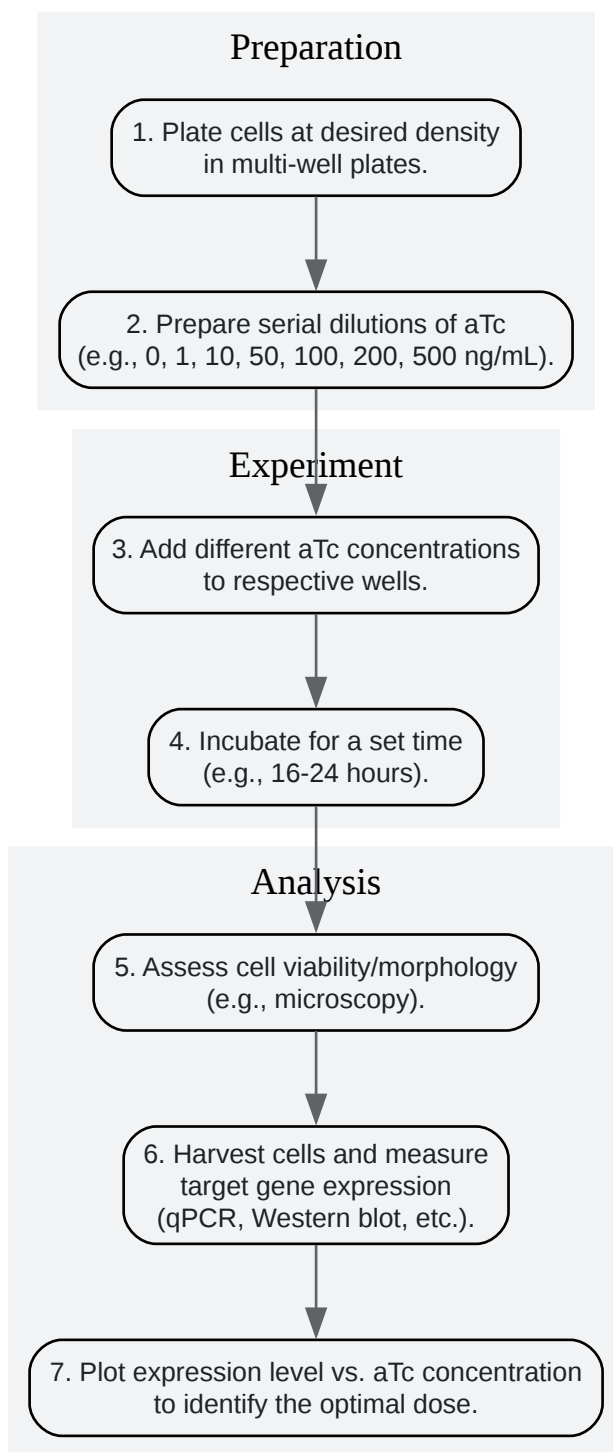 Preparation
1. Plate cells at desired density
in multi-well plates.
2. Prepare serial dilutions of aTc
(e.g., 0, 1, 10, 50, 100, 200, 500 ng/mL).
Experiment
3. Add different aTc concentrations
to respective wells.
4. Incubate for a set time
(e.g., 16-24 hours).
Analysis
5. Assess cell viability/morphology
(e.g., microscopy).
6. Harvest cells and measure
target gene expression
(qPCR, Western blot, etc.).
7. Plot expression level vs. aTc concentration
to identify the optimal dose.